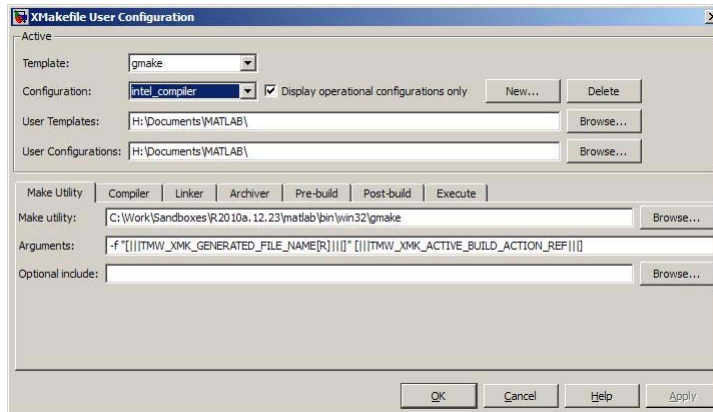 XMakefile User Configuration
Active
Template: gmake
Configuration: intel_compiler Display operational configurations only New... Delete
User Templates: H:\Documents\MATLAB\ Browse...
User Configurations: H:\Documents\MATLAB\ Browse...
Make Utility Compiler Linker Archiver Pre-build Post-build Execute
Make utility: C:\Work\Sandboxes\R2010a.12.23\matlab\bin\win32\gmake Browse...
Arguments: -f "[|||TMW_XMK_GENERATED_FILE_NAME[R]|||]" [|||TMW_XMK_ACTIVE_BUILD_ACTION_REF|||]
Optional include: Browse...
OK Cancel Help Apply